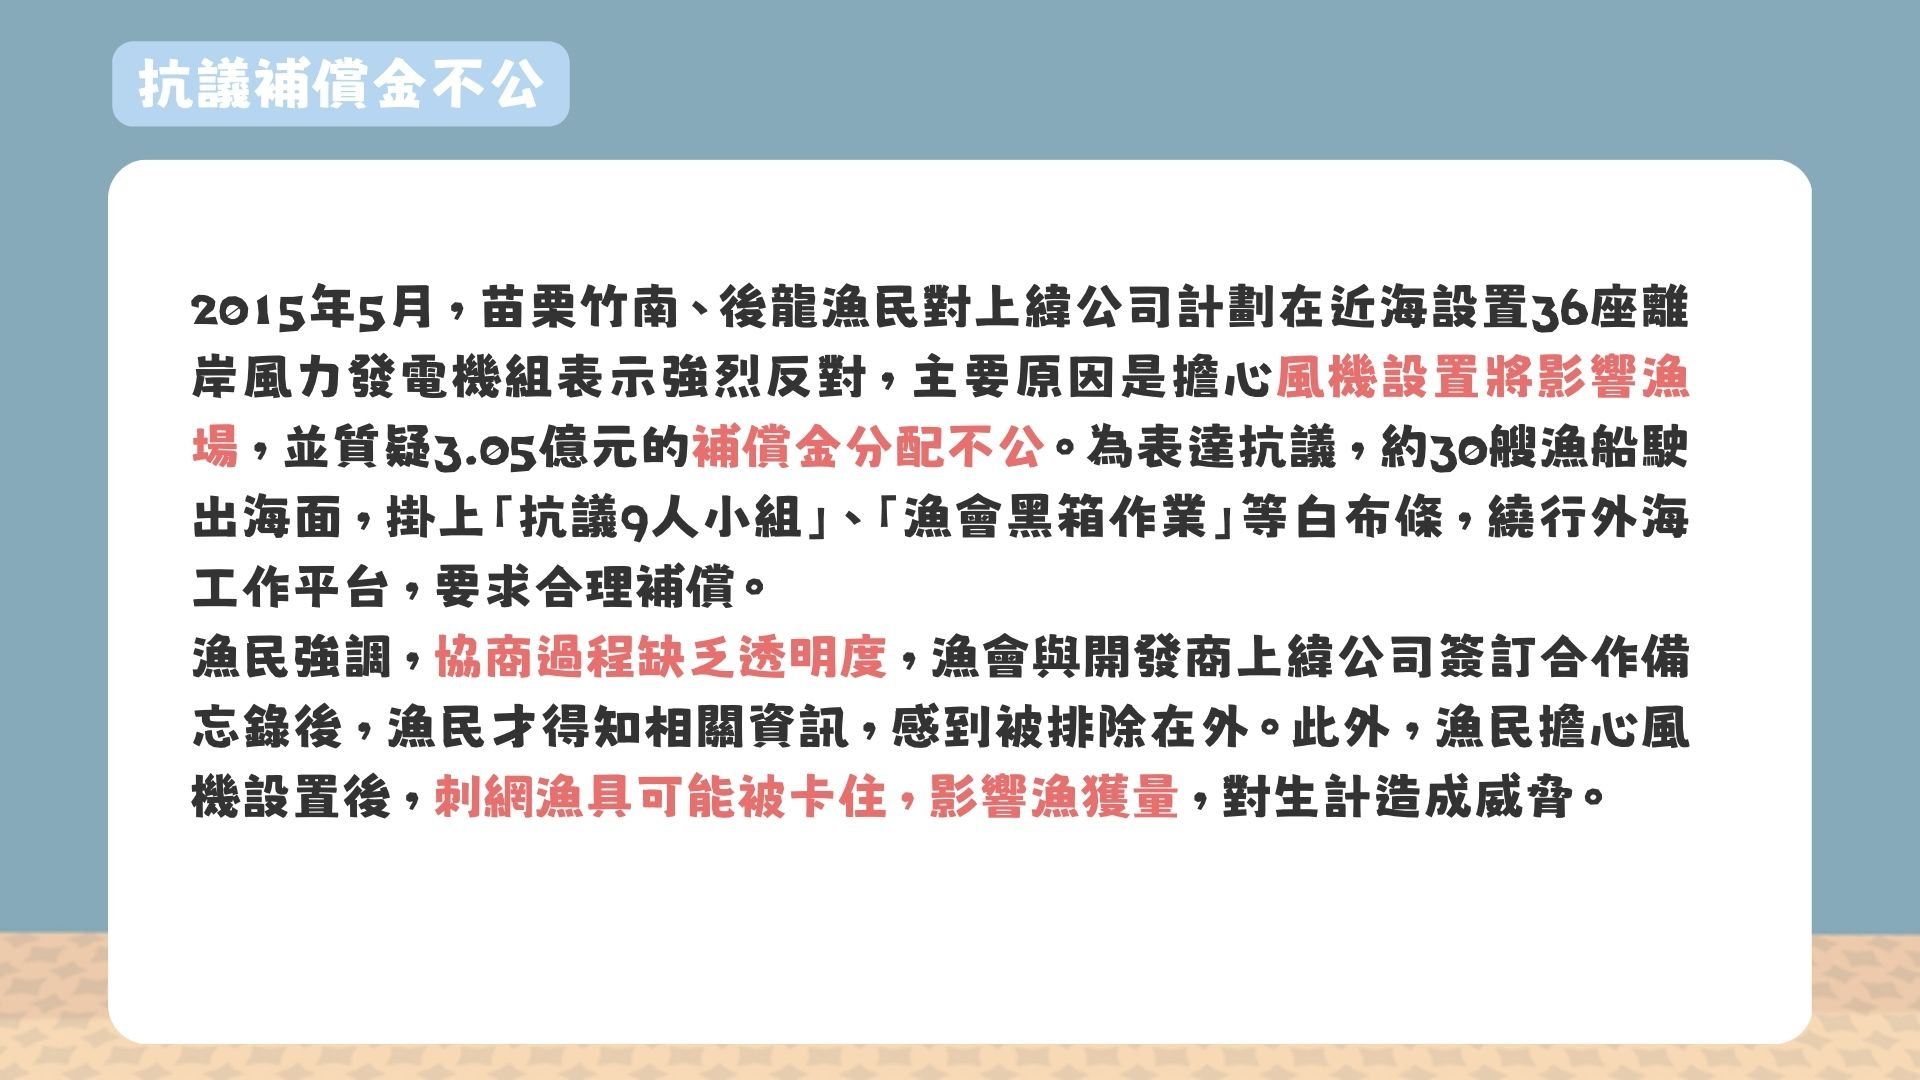 抗議補償金不公
2015年5月，苗栗竹南、後龍漁民對上緯公司計劃在近海設置36座離
岸風力發電機組表示強烈反對，主要原因是擔心風機設置將影響漁
場，並質疑3.05億元的補償金分配不公。為表達抗議，約30艘漁船駛
出海面，掛上「抗議9人小組」、「漁會黑箱作業」等白布條，繞行外海
工作平台，要求合理補償。
漁民強調，協商過程缺乏透明度，漁會與開發商上緯公司簽訂合作備
忘錄後，漁民才得知相關資訊，感到被排除在外。此外，漁民擔心風
機設置後，刺網漁具可能被卡住，影響漁獲量，對生計造成威脅。